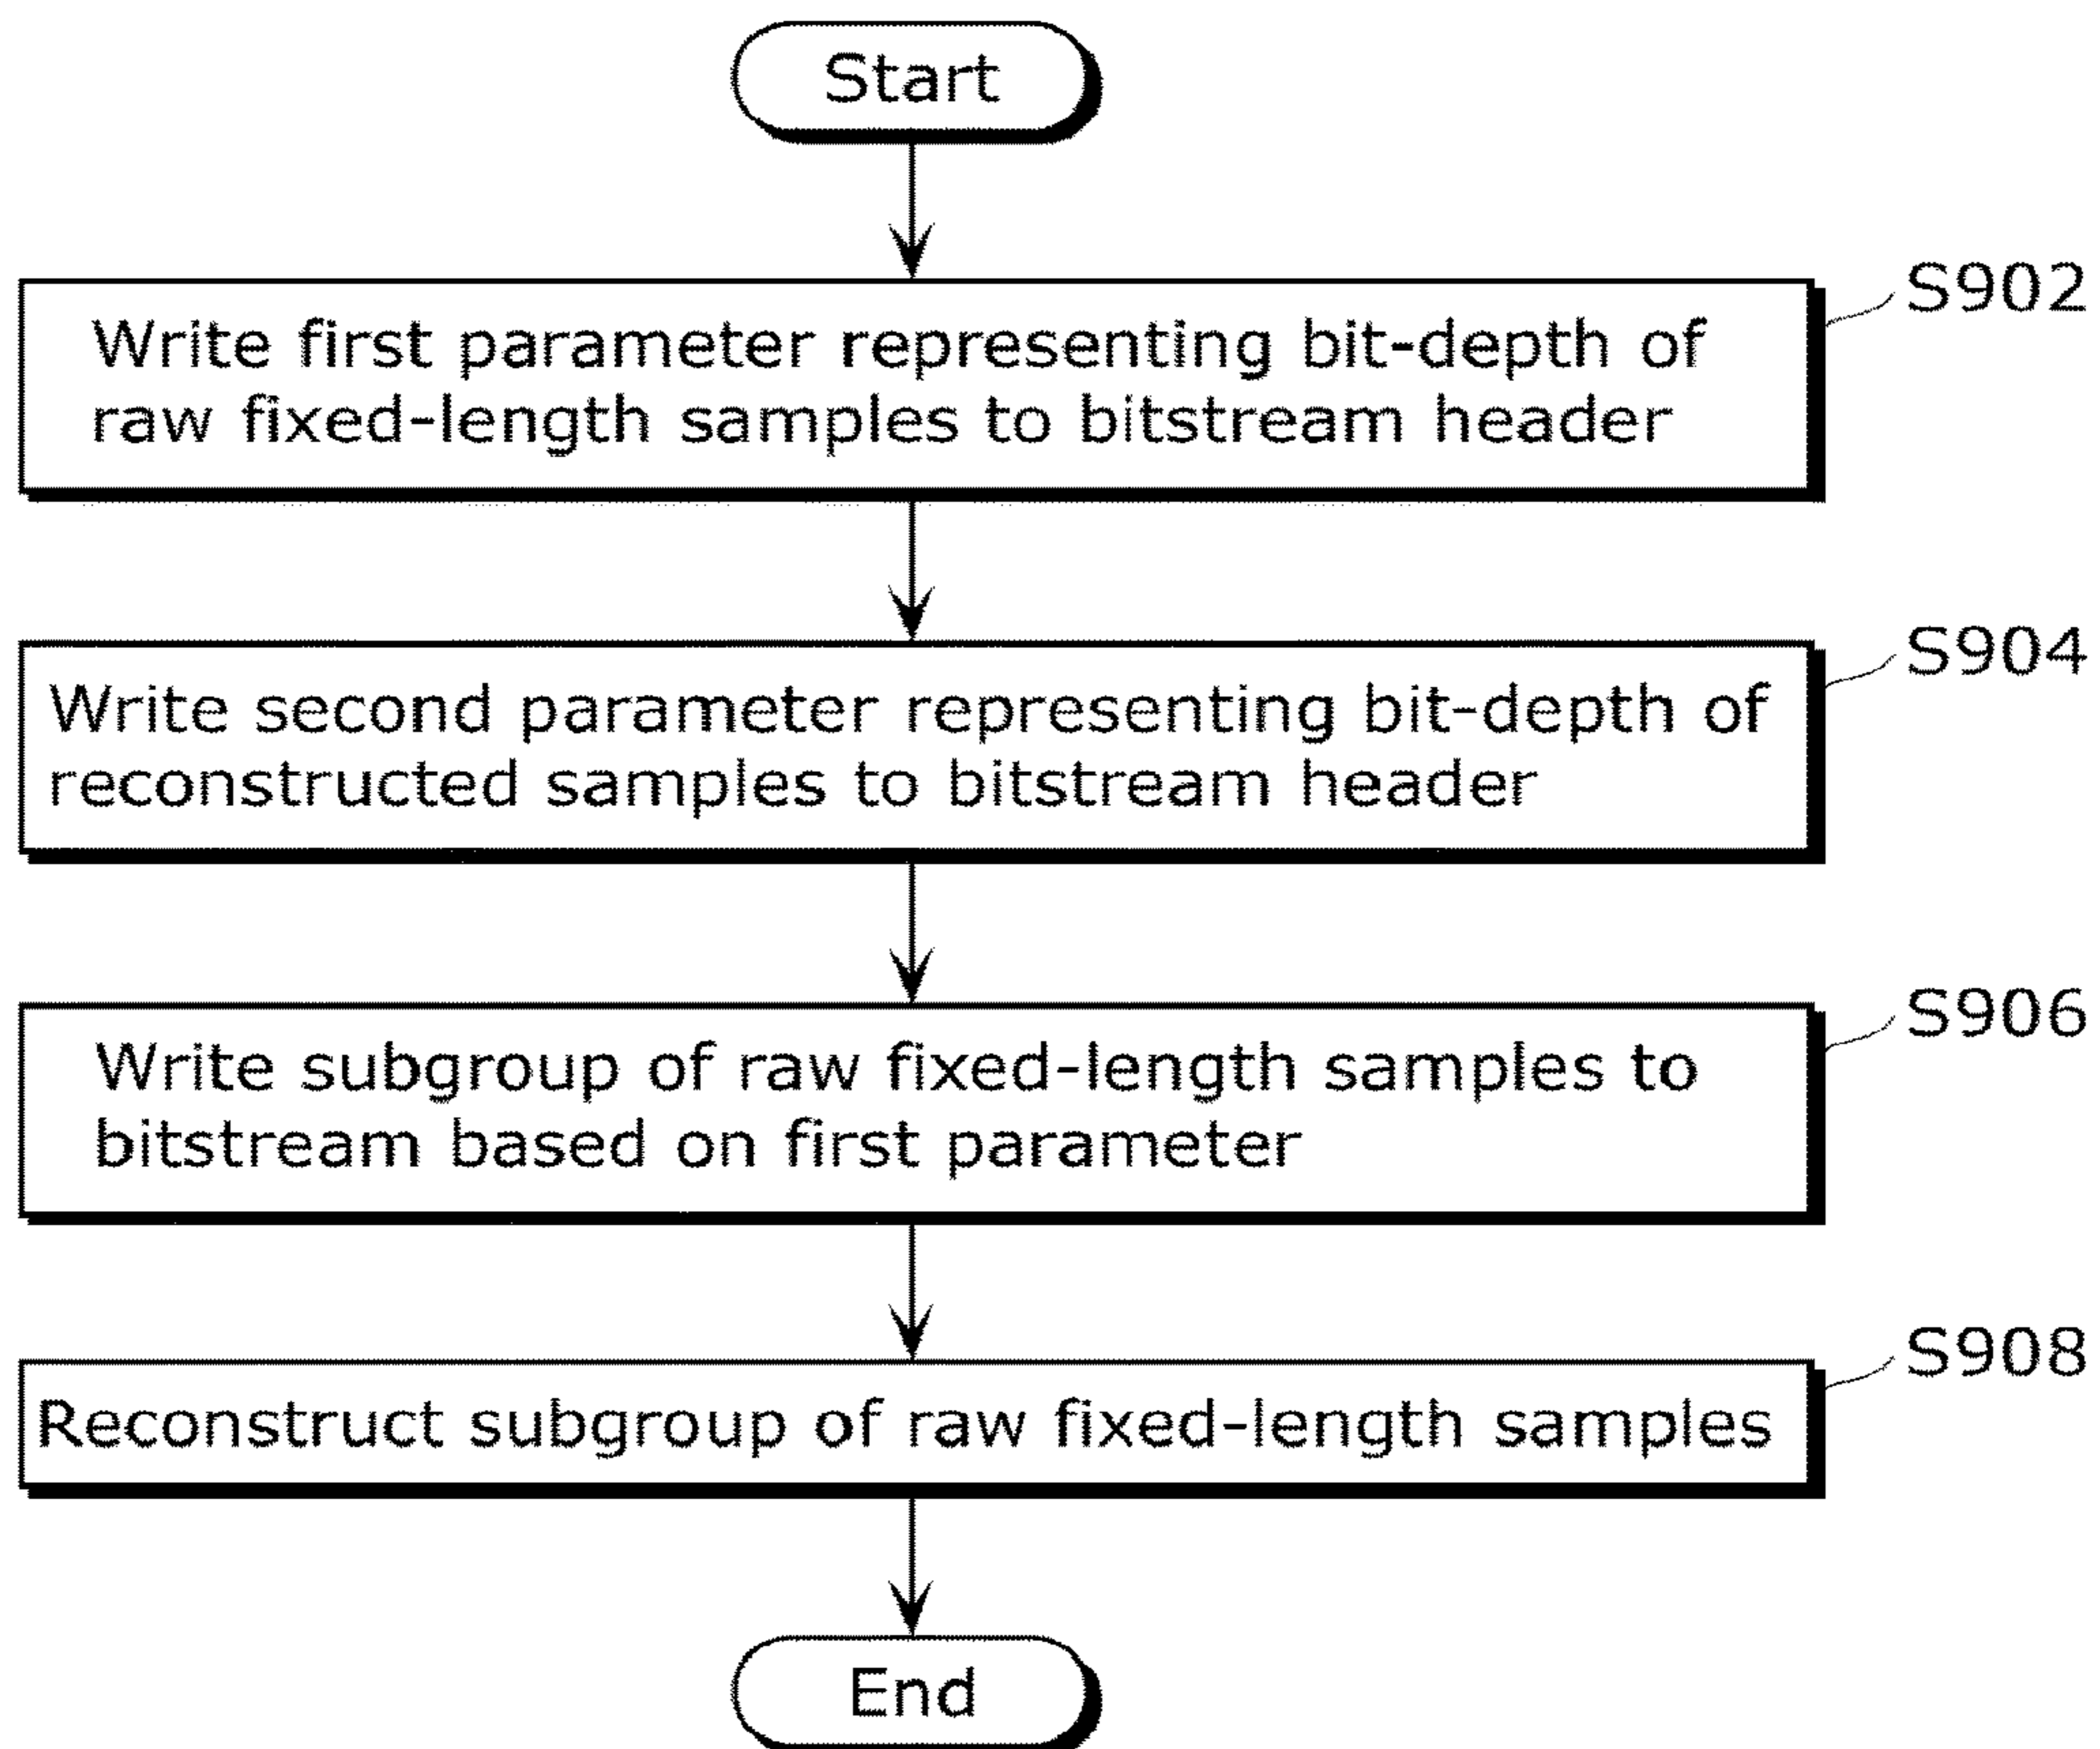 Start
S902
Write first parameter representing bit-depth of
raw fixed-length samples to bitstream header
S904
Write second parameter representing bit-depth of
reconstructed samples to bitstream header
S906
Write subgroup of raw fixed-length samples to
bitstream based on first parameter
S908
Reconstruct subgroup of raw fixed-length samples
End